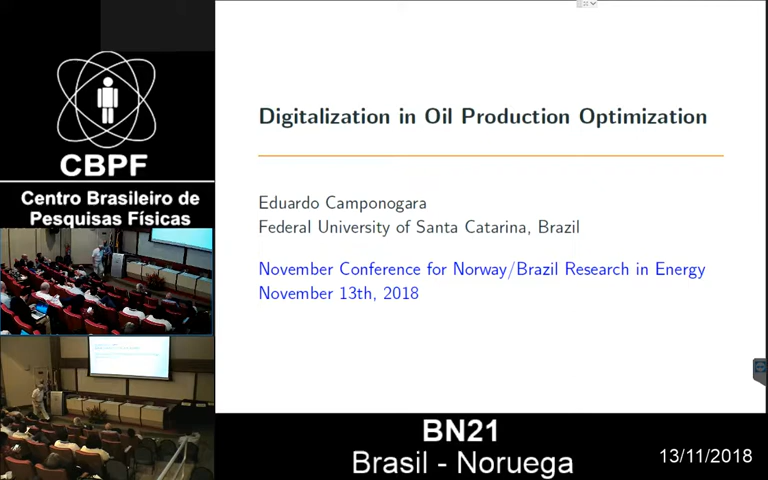 CBPF
Centro Brasileiro de
Pesquisas Físicas
Digitalization in Oil Production Optimization
Eduardo Camponogara
Federal University of Santa Catarina, Brazil
November Conference for Norway/Brazil Research in Energy
November 13th, 2018
BN21
Brasil - Noruega
13/11/2018